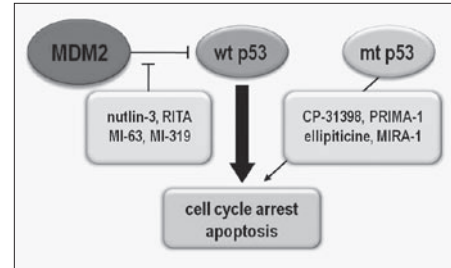 MDM2
wt p53
mt p53
nutlin-3, RITA
MI-63, MI-319
CP-31398, PRIMA-1
ellipiticine, MIRA-1
cell cycle arrest
apoptosis